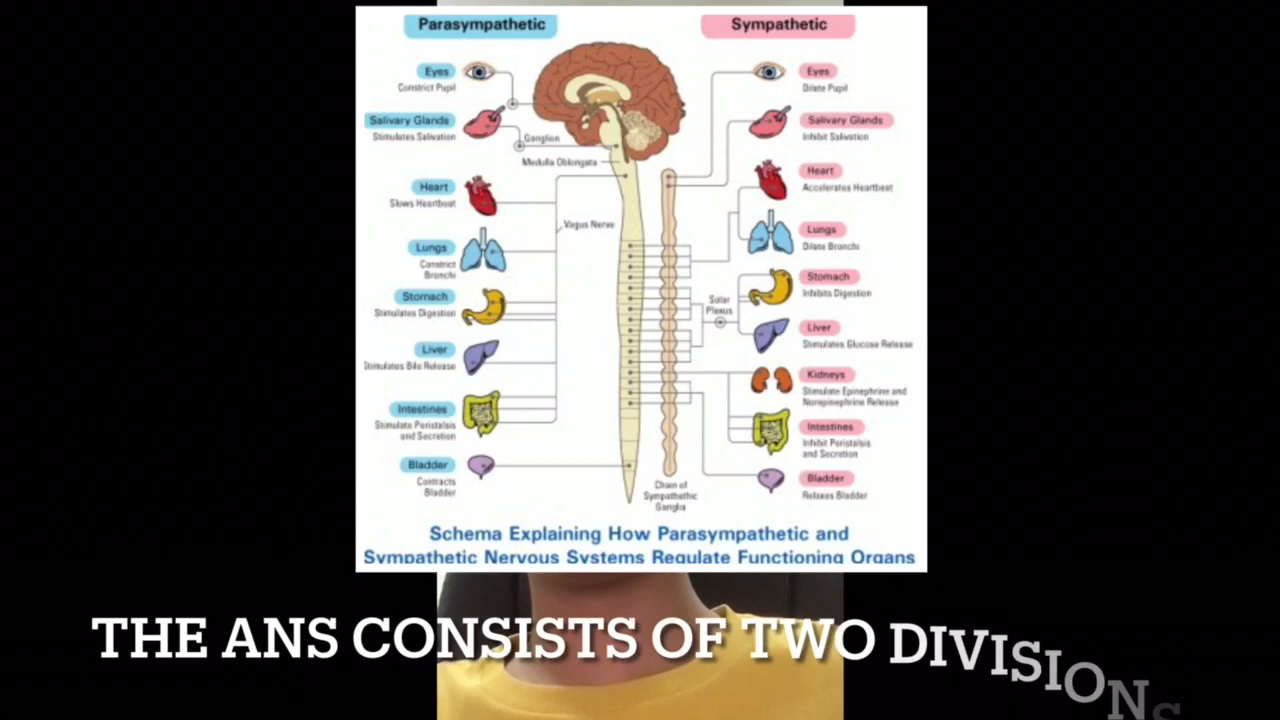 Parasympathetic
Eyes
Constrict Pupil
Salivary Glands
Stimulates Salivation
Heart
Slows Heartbeat
Lungs
Constrict
Bronchi
Stomach
Stimulates Digestion
Liver
Stimulates Bile Release
Intestines
Stimulate Peristalsis
and Secretion
Bladder
Contracts
Bladder
Ganglion
Medulla Oblongata
Vagus Nerve
Solar
Plexus
Chain of
Sympathetic
Ganglia
Sympathetic
Eyes
Dilate Pupil
Salivary Glands
Inhibit Salivation
Heart
Accelerates Heartbeat
Lungs
Dilate Bronchi
Stomach
Inhibits Digestion
Liver
Stimulates Glucose Release
Kidneys
Stimulate Epinephrine and
Norepinephrine Release
Intestines
Inhibit Peristalsis
and Secretion
Bladder
Relaxes Bladder
Schema Explaining How Parasympathetic and
Sympathetic Nervous Systems Regulate Functioning Organs
THE ANS CONSISTS OF TWO DIVISIONS